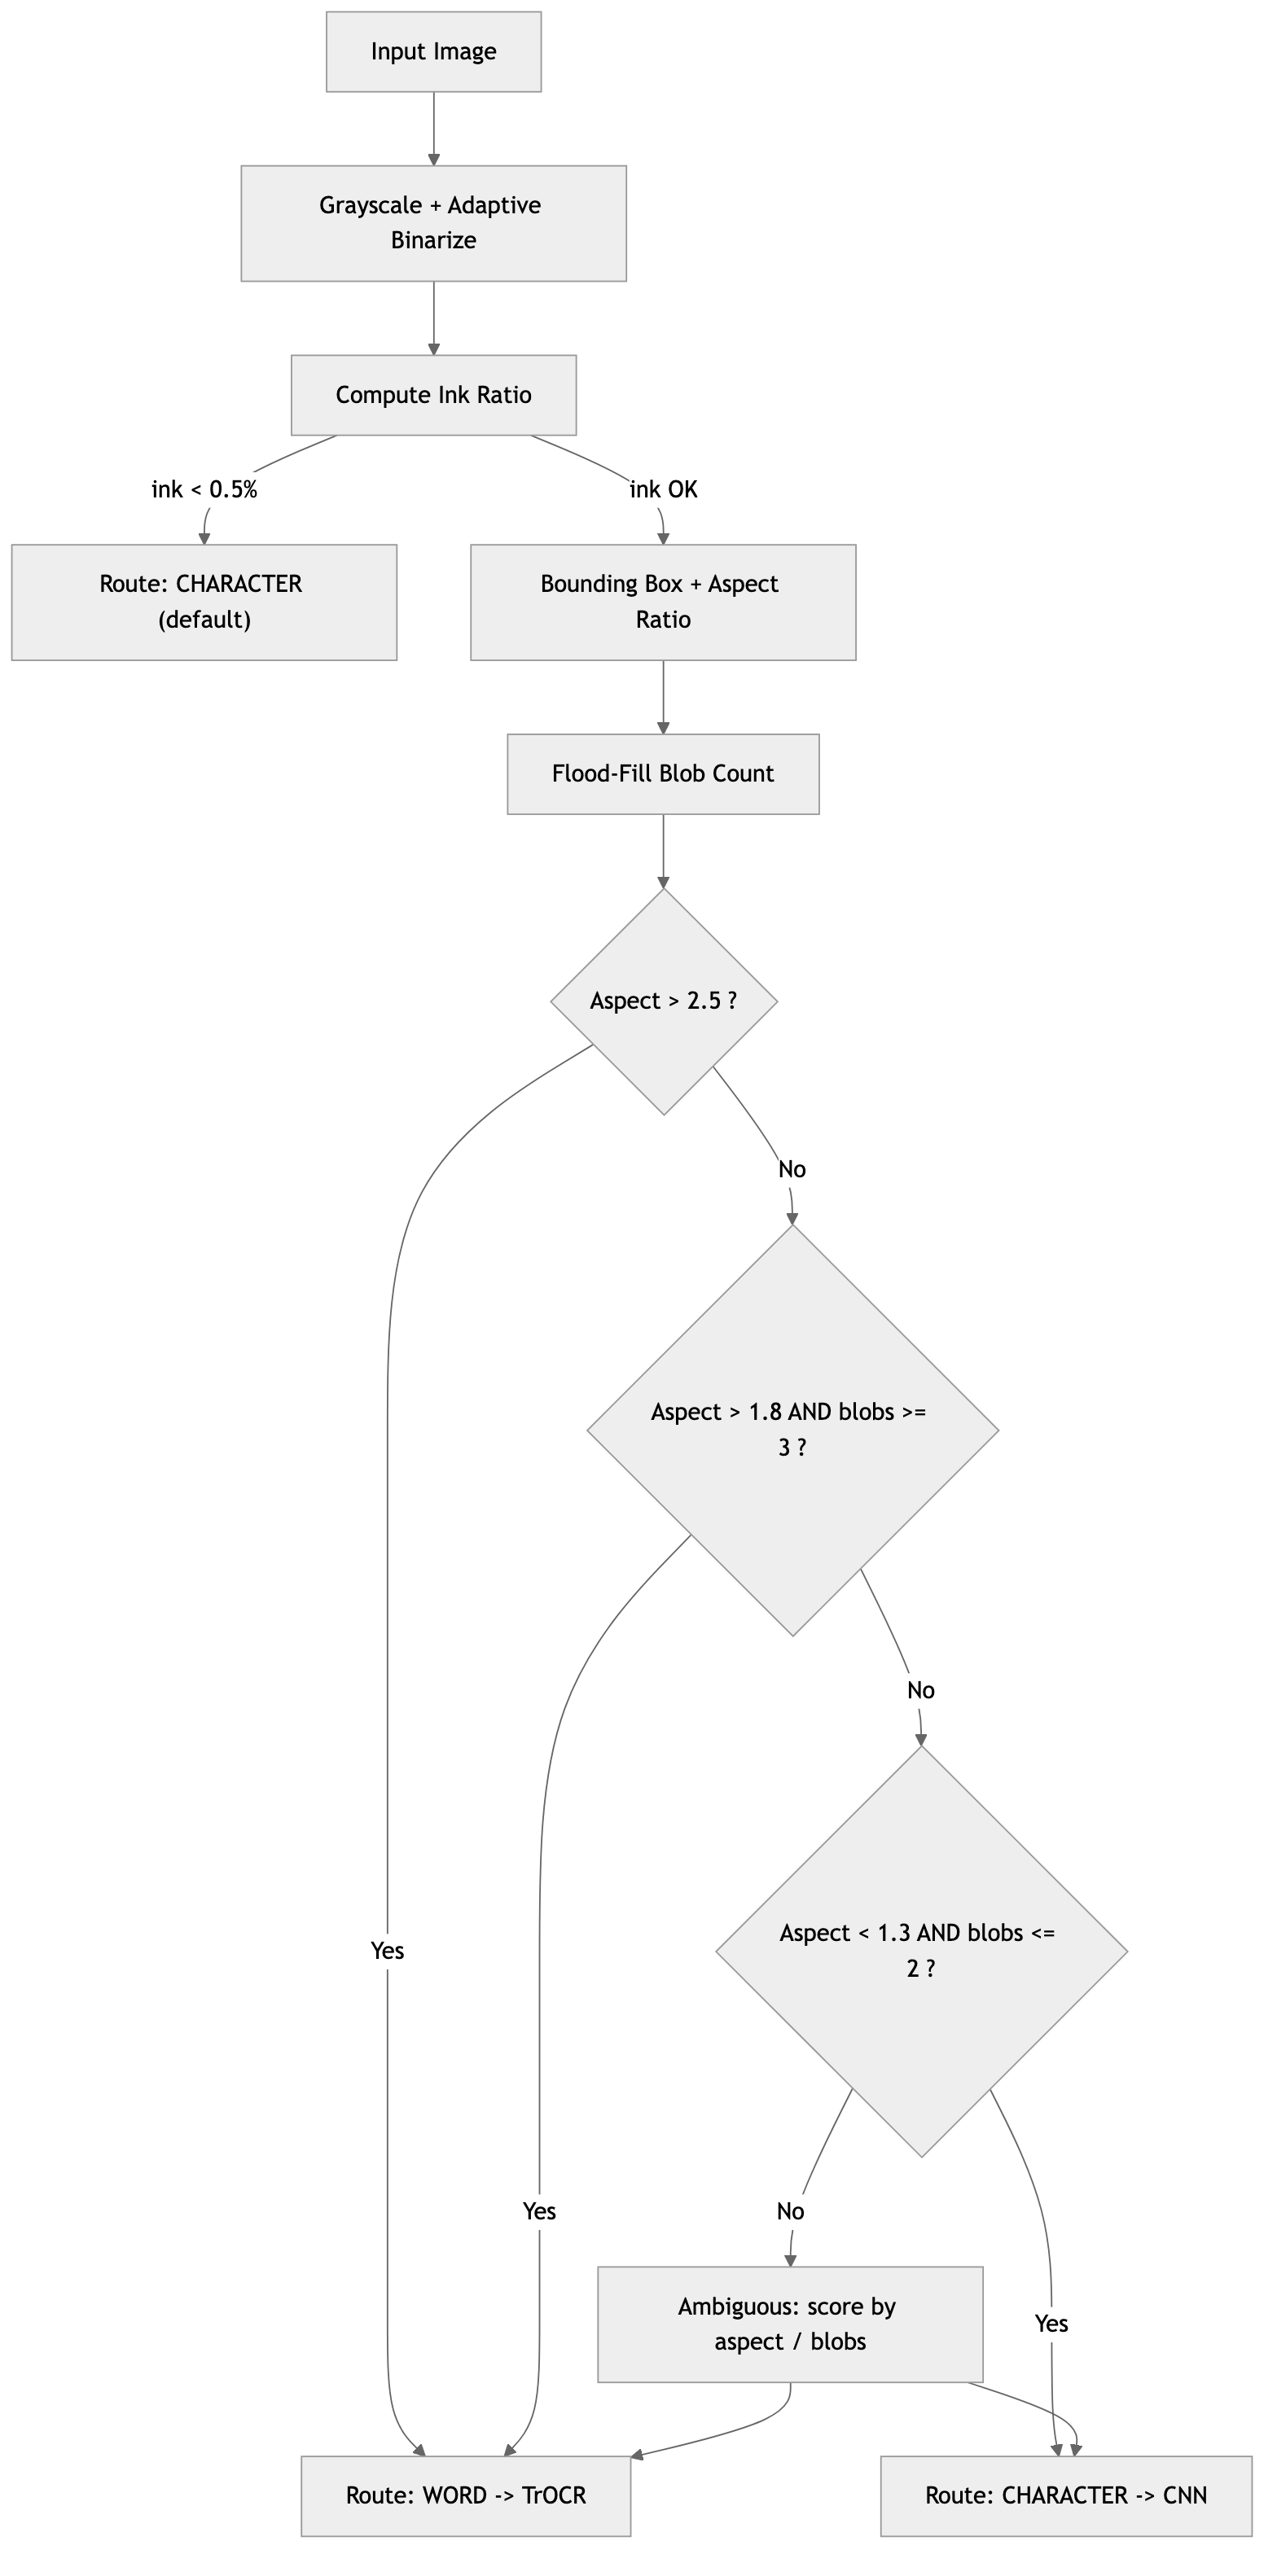 Input Image
Grayscale + Adaptive
Binarize
Compute Ink Ratio
ink < 0.5%
ink OK
Route: CHARACTER
(default)
Bounding Box + Aspect
Ratio
Flood-Fill Blob Count
Aspect > 2.5 ?
No
Aspect > 1.8 AND blobs >=
3 ?
No
Aspect < 1.3 AND blobs <=
2 ?
Yes
Yes
No
Ambiguous: score by
aspect / blobs
Yes
Route: WORD -> TrOCR
Route: CHARACTER -> CNN